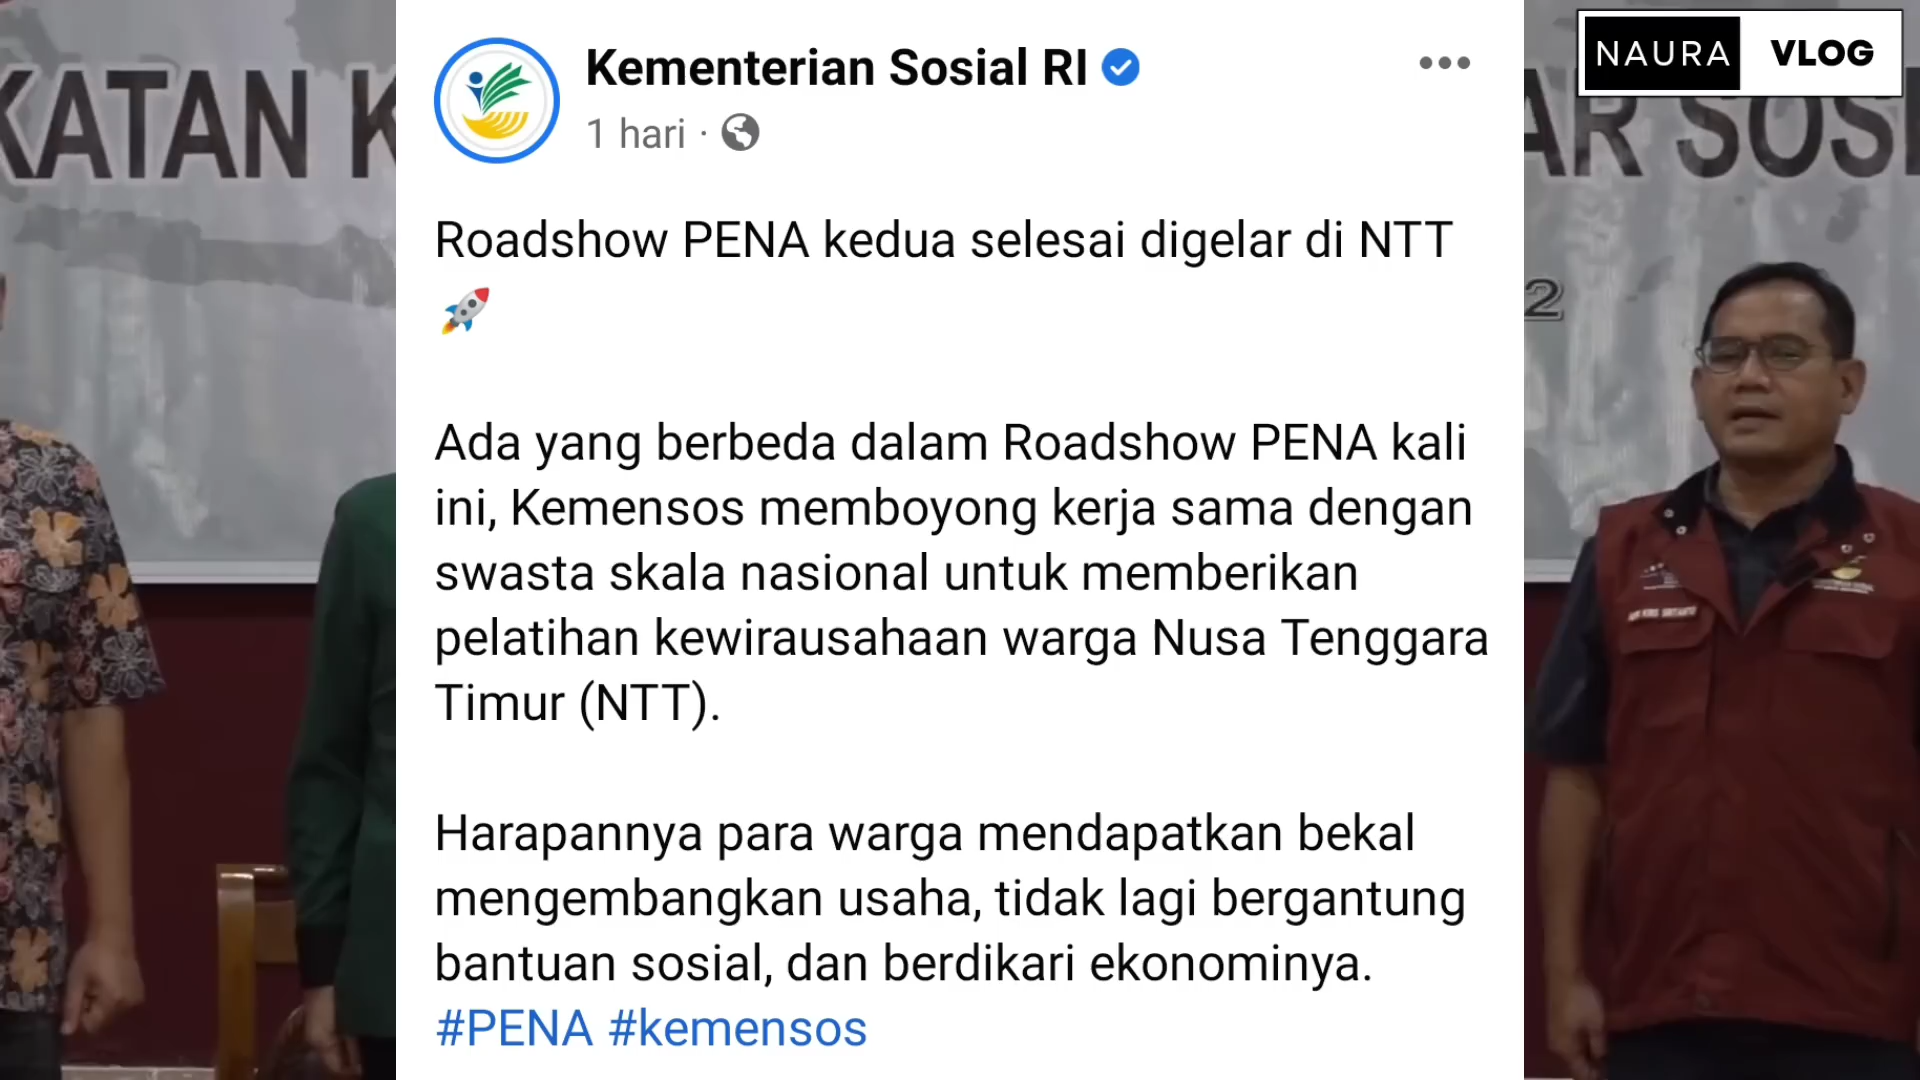 Kementerian Sosial RI
1 hari ·
NAURA VLOG
KATAN K
AR SOSI
2
Roadshow PENA kedua selesai digelar di NTT
🚀
Ada yang berbeda dalam Roadshow PENA kali
ini, Kemensos memboyong kerja sama dengan
swasta skala nasional untuk memberikan
pelatihan kewirausahaan warga Nusa Tenggara
Timur (NTT).
Harapannya para warga mendapatkan bekal
mengembangkan usaha, tidak lagi bergantung
bantuan sosial, dan berdikari ekonominya.
#PENA #kemensos